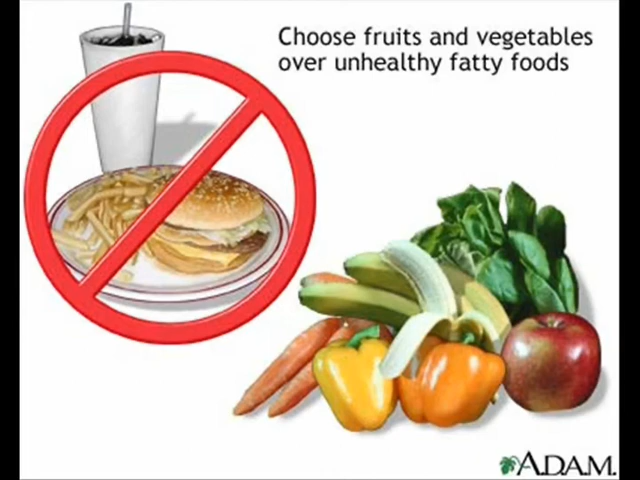 Choose fruits and vegetables
over unhealthy fatty foods
A.D.A.M.